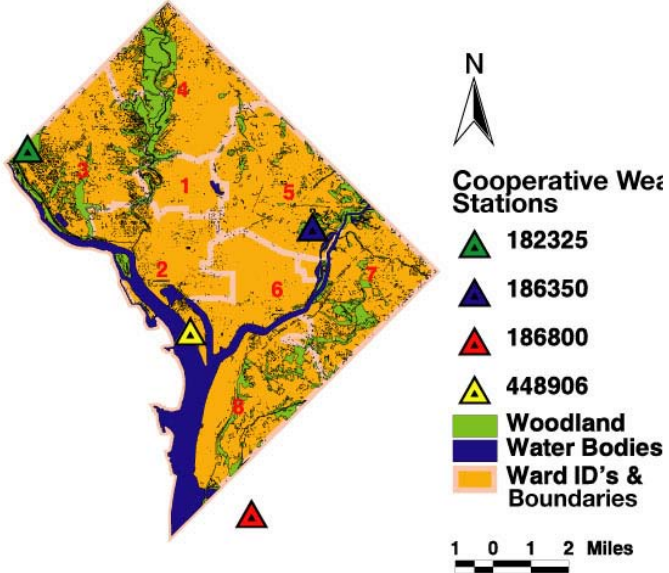 N
4
3
1
5
2
6
7
8
Cooperative Wea
Stations
182325
186350
186800
448906
Woodland
Water Bodies
Ward ID's &
Boundaries
1 0 1 2 Miles